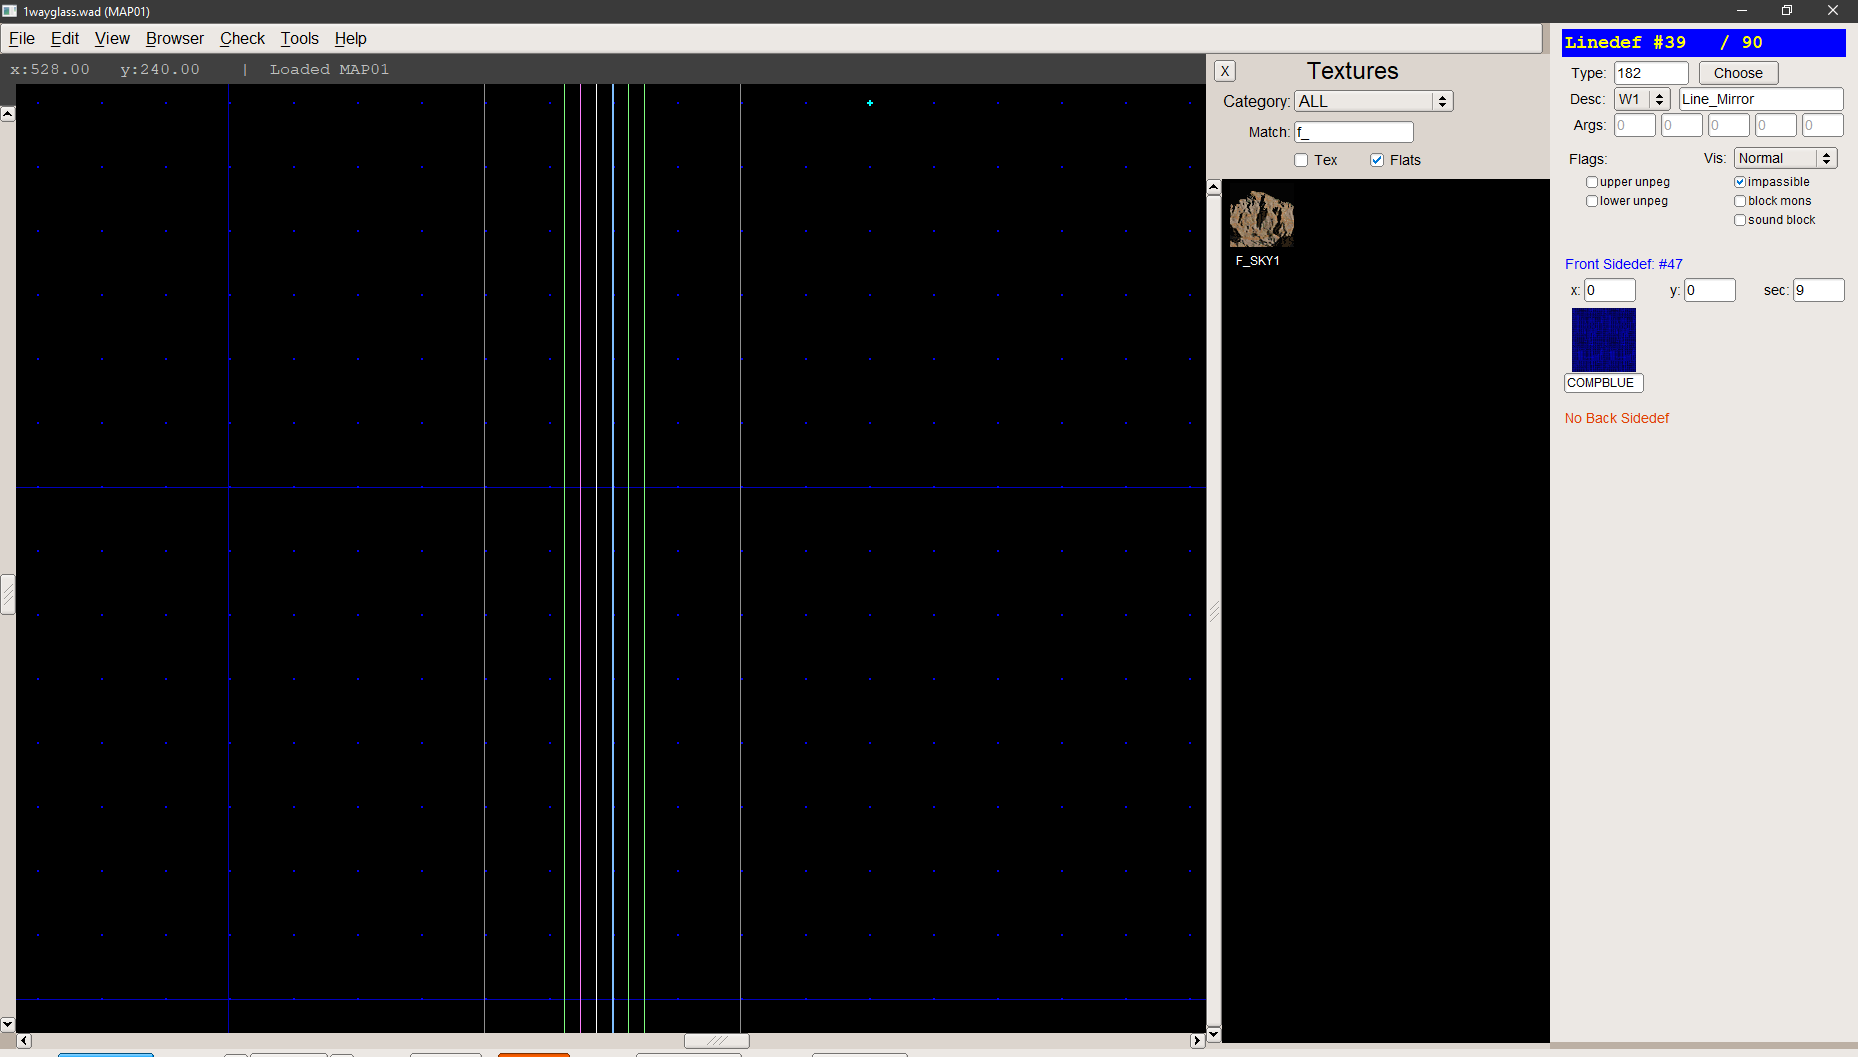 1wayglass.wad (MAP01)
File Edit View Browser Check Tools Help
x:528.00 y:240.00 | Loaded MAP01
X Textures
Category: ALL
Match: f_
Tex Flats
F_SKY1
Linedef #39 / 90
Type: 182 Choose
Desc: W1 Line_Mirror
Args: 0 0 0 0 0
Flags: Vis: Normal
upper unpeg impassible
lower unpeg block mons
sound block
Front Sidedef: #47
x: 0 y: 0 sec: 9
COMPBLUE
No Back Sidedef